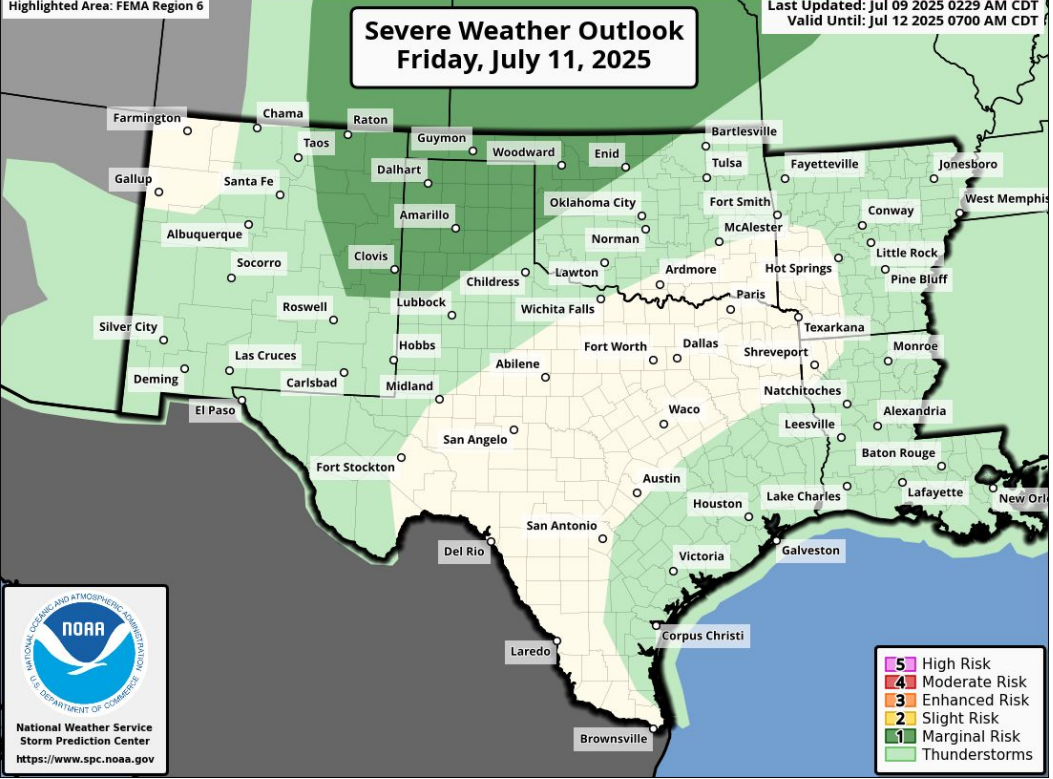 Highlighted Area: FEMA Region 6
Last Updated: Jul 09 2025 0229 AM CDT
Valid Until: Jul 12 2025 0700 AM CDT
Severe Weather Outlook
Friday, July 11, 2025
Farmington
Chama
Raton
Taos
Guymon
Woodward
Enid
Bartlesville
Tulsa
Fayetteville
Jonesboro
Gallup
Santa Fe
Dalhart
Albuquerque
Amarillo
Oklahoma City
Fort Smith
West Memphis
Norman
McAlester
Conway
Socorro
Clovis
Childress
Lawton
Ardmore
Hot Springs
Little Rock
Pine Bluff
Roswell
Lubbock
Wichita Falls
Paris
Silver City
Texarkana
Hobbs
Fort Worth
Dallas
Shreveport
Monroe
Las Cruces
Abilene
Deming
Carlsbad
Midland
Natchitoches
El Paso
Waco
Leesville
Alexandria
San Angelo
Fort Stockton
Baton Rouge
Austin
Houston
Lake Charles
Lafayette
New Orl
San Antonio
Del Rio
Victoria
Galveston
Laredo
Corpus Christi
Brownsville
NATIONAL OCEANIC AND ATMOSPHERIC ADMINISTRATION
NOAA
U.S. DEPARTMENT OF COMMERCE
National Weather Service
Storm Prediction Center
https://www.spc.noaa.gov
5 High Risk
4 Moderate Risk
3 Enhanced Risk
2 Slight Risk
1 Marginal Risk
Thunderstorms